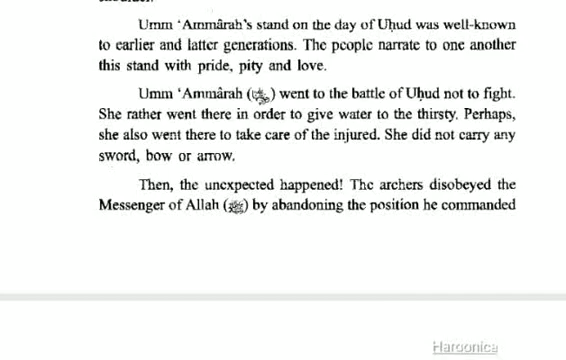 Umm ‘Ammârah's stand on the day of Uḥud was well-known
to earlier and latter generations. The people narrate to one another
this stand with pride, pity and love.
Umm ‘Ammârah () went to the battle of Uḥud not to fight.
She rather went there in order to give water to the thirsty. Perhaps,
she also went there to take care of the injured. She did not carry any
sword, bow or arrow.
Then, the unexpected happened! The archers disobeyed the
Messenger of Allah (ﷺ) by abandoning the position he commanded
Haroonica